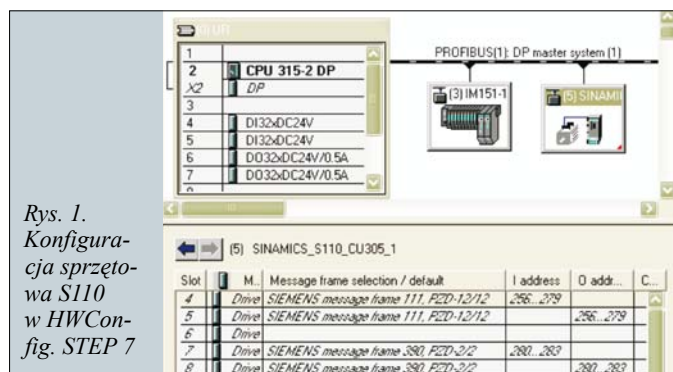 (0) UR
1
2 CPU 315-2 DP
X2 DP
3
4 DI32xDC24V
5 DI32xDC24V
6 DO32xDC24V/0.5A
7 DO32xDC24V/0.5A
PROFIBUS(1): DP master system (1)
(3) IM151-1
(5) SINAMI
Rys. 1.
Konfigura-
cja sprzęto-
wa S110
w HWCon-
fig. STEP 7
(5) SINAMICS_S110_CU305_1
Slot M... Message frame selection / default I address O addr... C...
4 Drive SIEMENS message frame 111, PZD-12/12 256...279
5 Drive SIEMENS message frame 111, PZD-12/12 256...279
6 Drive
7 Drive SIEMENS message frame 390, PZD-2/2 280...283
8 Drive SIEMENS message frame 390, PZD-2/2 280...283